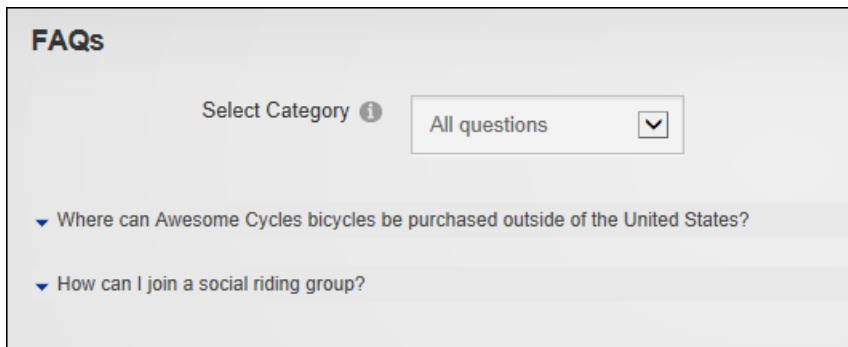 FAQs
Select Category
All questions
Where can Awesome Cycles bicycles be purchased outside of the United States?
How can I join a social riding group?